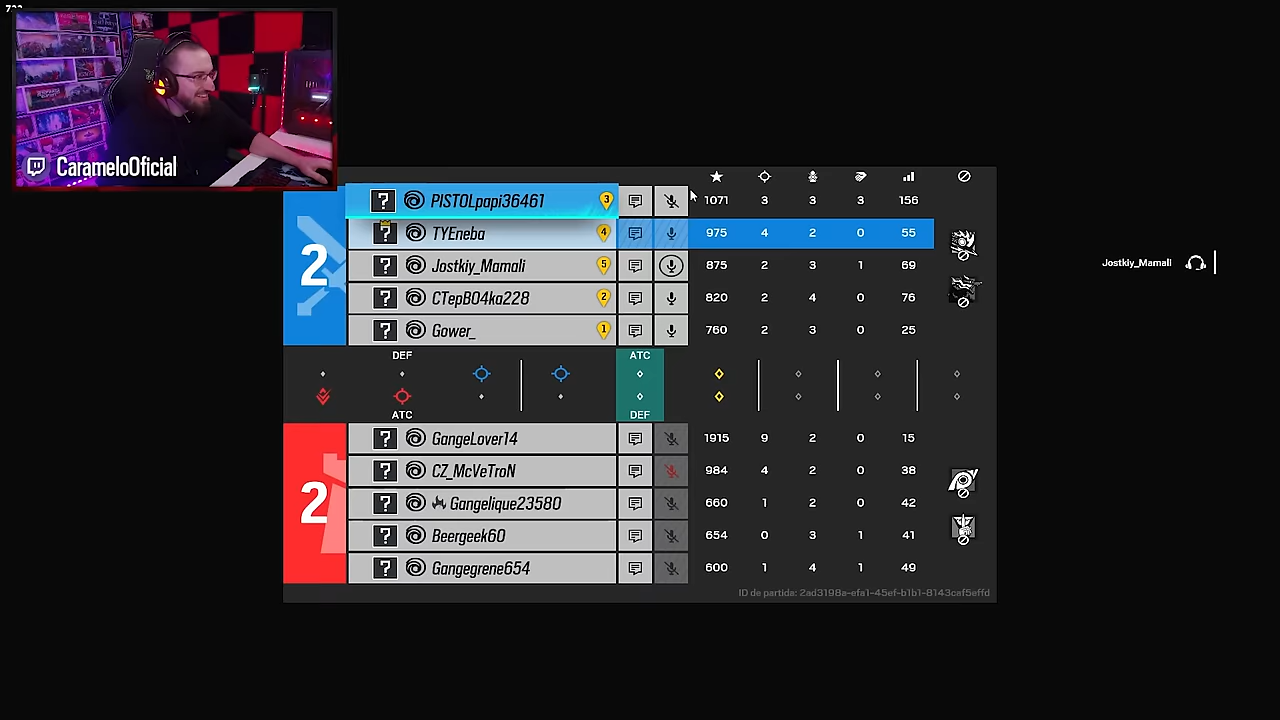 CarameloOficial
2
? PISTOLpapi36461 3 1071 3 3 3 156
? TYEneba 4 975 4 2 0 55
? Jostkiy_Mamali 5 875 2 3 1 69
? CTepBO4ka228 2 820 2 4 0 76
? Gower_ 1 760 2 3 0 25
Jostkiy_Mamali
DEF ATC
ATC DEF
2
? GangeLover14 1915 9 2 0 15
? CZ_McVeTroN 984 4 2 0 38
? Gangelique23580 660 1 2 0 42
? Beergeek60 654 0 3 1 41
? Gangegrene654 600 1 4 1 49
ID de partida: 2ad3198a-efa1-45ef-b1b1-8143caf5effd